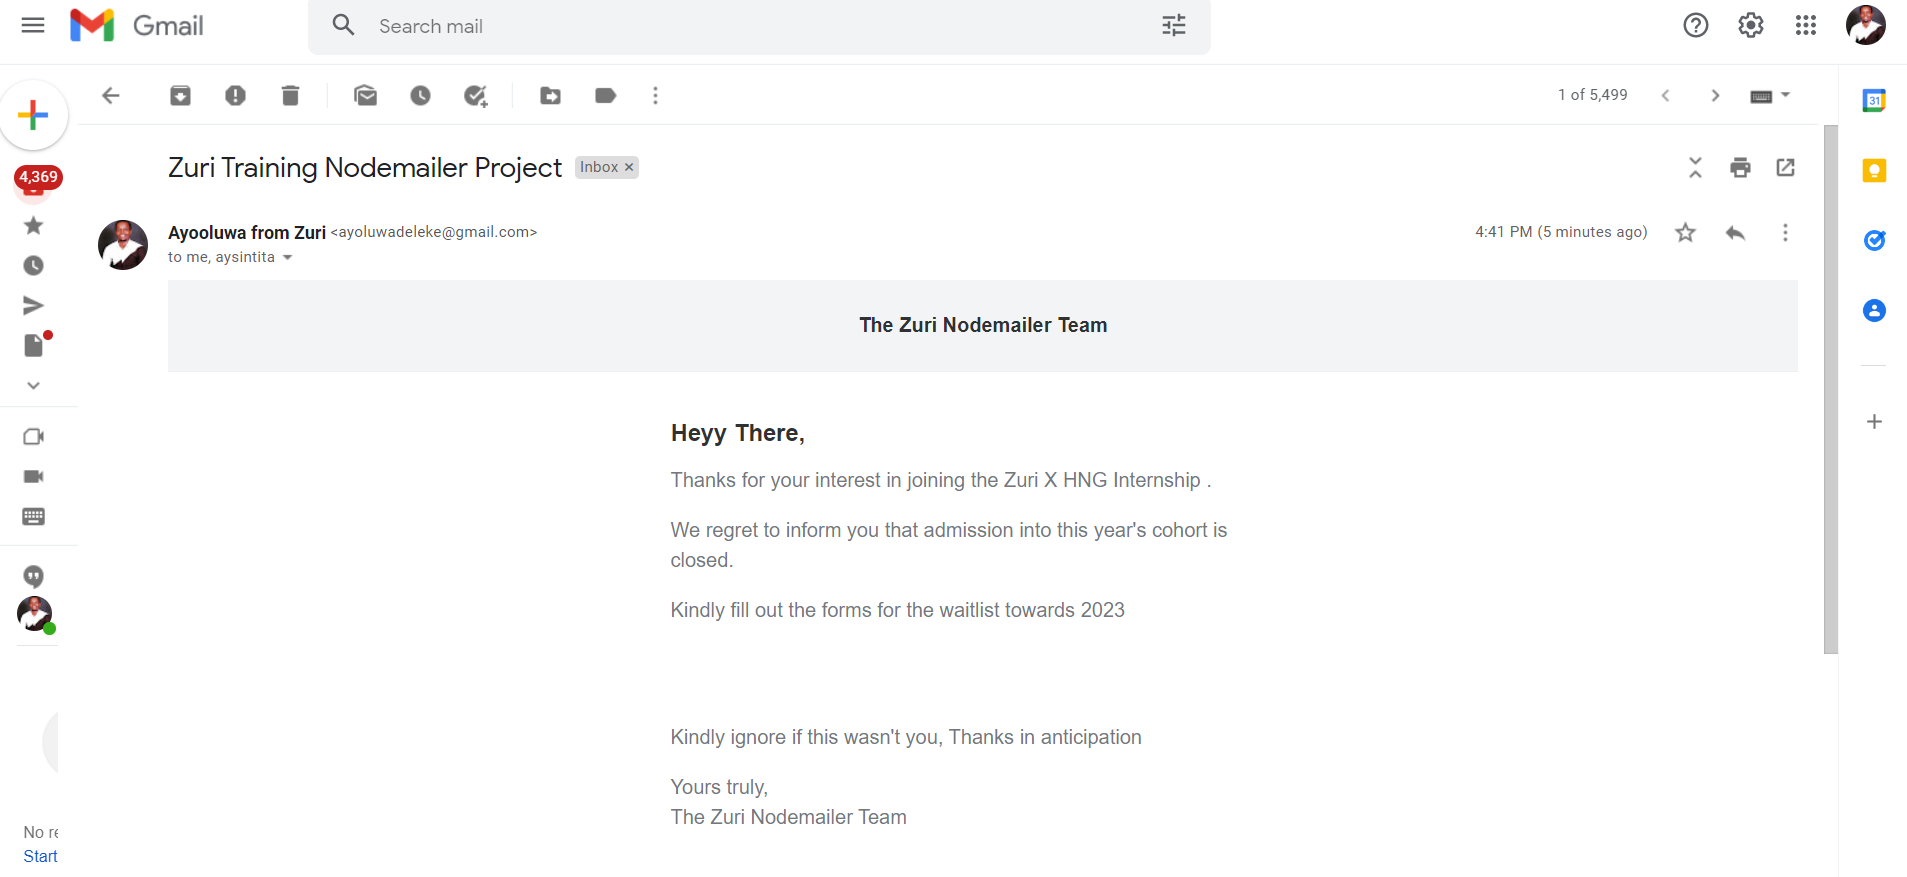 Gmail
Search mail
1 of 5,499
Zuri Training Nodemailer Project Inbox ×
4,369
Ayooluwa from Zuri <ayoluwadeleke@gmail.com> 4:41 PM (5 minutes ago)
to me, aysintita
31
The Zuri Nodemailer Team
Heyy There,
Thanks for your interest in joining the Zuri X HNG Internship .
We regret to inform you that admission into this year's cohort is
closed.
Kindly fill out the forms for the waitlist towards 2023
Kindly ignore if this wasn't you, Thanks in anticipation
Yours truly,
The Zuri Nodemailer Team
No re
Start